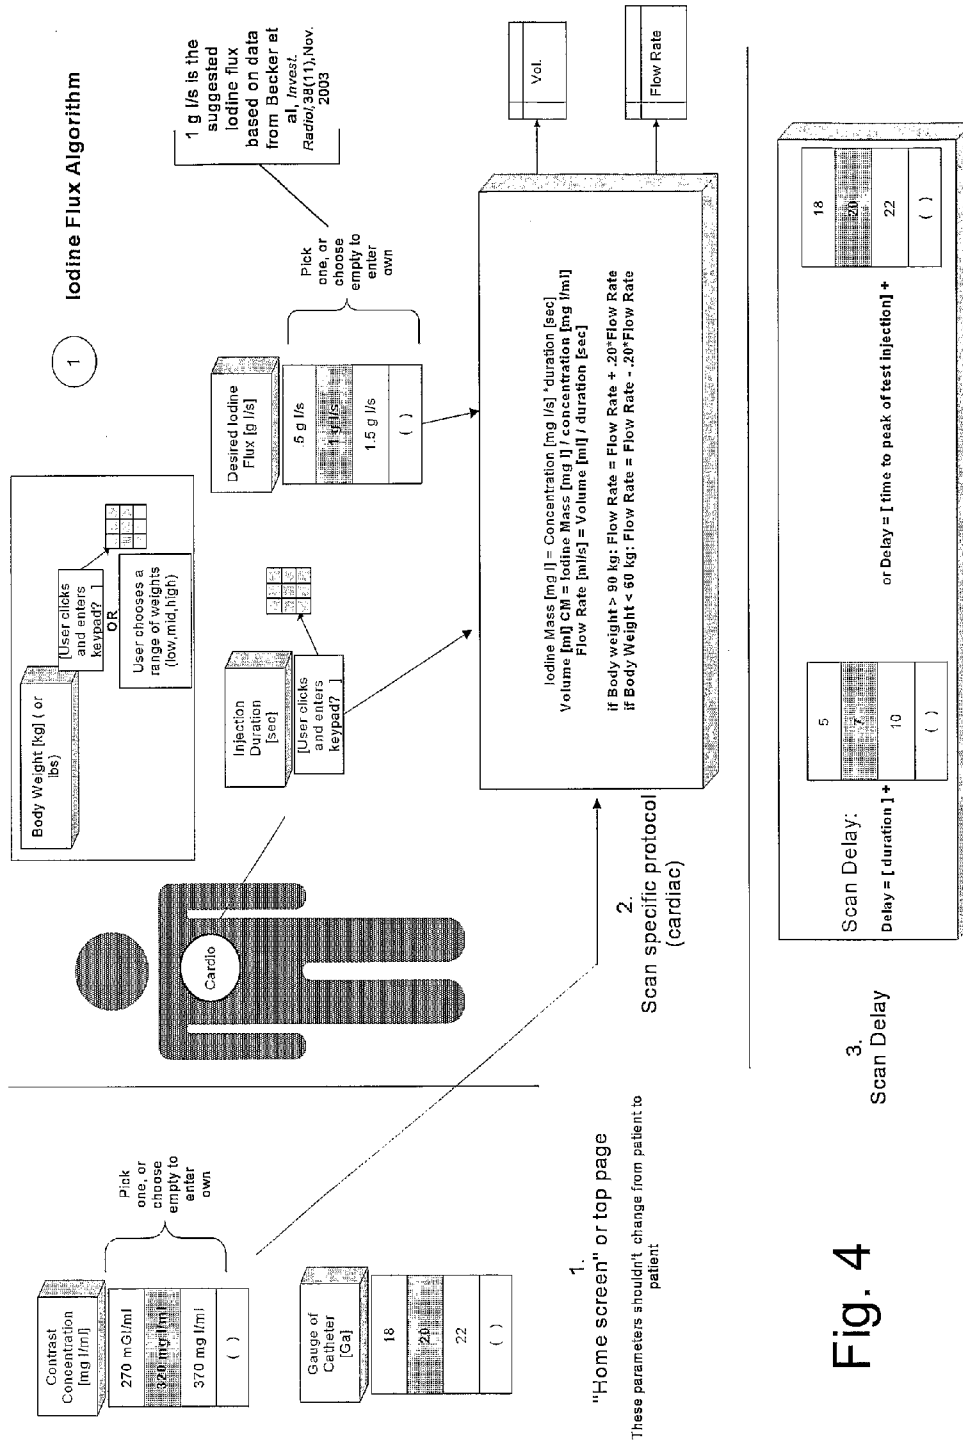 1
Iodine Flux Algorithm
1 g I/s is the
suggested
Iodine flux
based on data
from Becker et
al, Invest.
Radiol,38(11),Nov.
2003
Contrast
Concentration
[mg I/ml]
270 mGI/ml
320 mg I/ml
370 mg I/ml
( )
Pick
one, or
choose
empty to
enter
own
Gauge of
Catheter
[Ga]
18
20
22
( )
1.
"Home screen" or top page
These parameters shouldn't change from patient to
patient
Cardio
Body Weight [kg] ( or
lbs)
[User clicks
and enters
keypad? ]
OR
User chooses a
range of weights
(low,mid,high)
Injection
Duration
[sec]
[User clicks
and enters
keypad? ]
Desired Iodine
Flux [g I/s]
.5 g I/s
1 g I/s
1.5 g I/s
( )
Pick
one, or
choose
empty to
enter
own
2.
Scan specific protocol
(cardiac)
Iodine Mass [mg I] = Concentration [mg I/s] *duration [sec]
Volume [ml] CM = Iodine Mass [mg I] / concentration [mg I/ml]
Flow Rate [ml/s] = Volume [ml] / duration [sec]
if Body weight > 90 kg: Flow Rate = Flow Rate + .20*Flow Rate
if Body Weight < 60 kg: Flow Rate = Flow Rate - .20*Flow Rate
Vol.
Flow Rate
3.
Scan Delay
Scan Delay:
Delay = [ duration ] +
5
7
10
( )
or Delay = [ time to peak of test injection] +
18
20
22
( )
Fig. 4